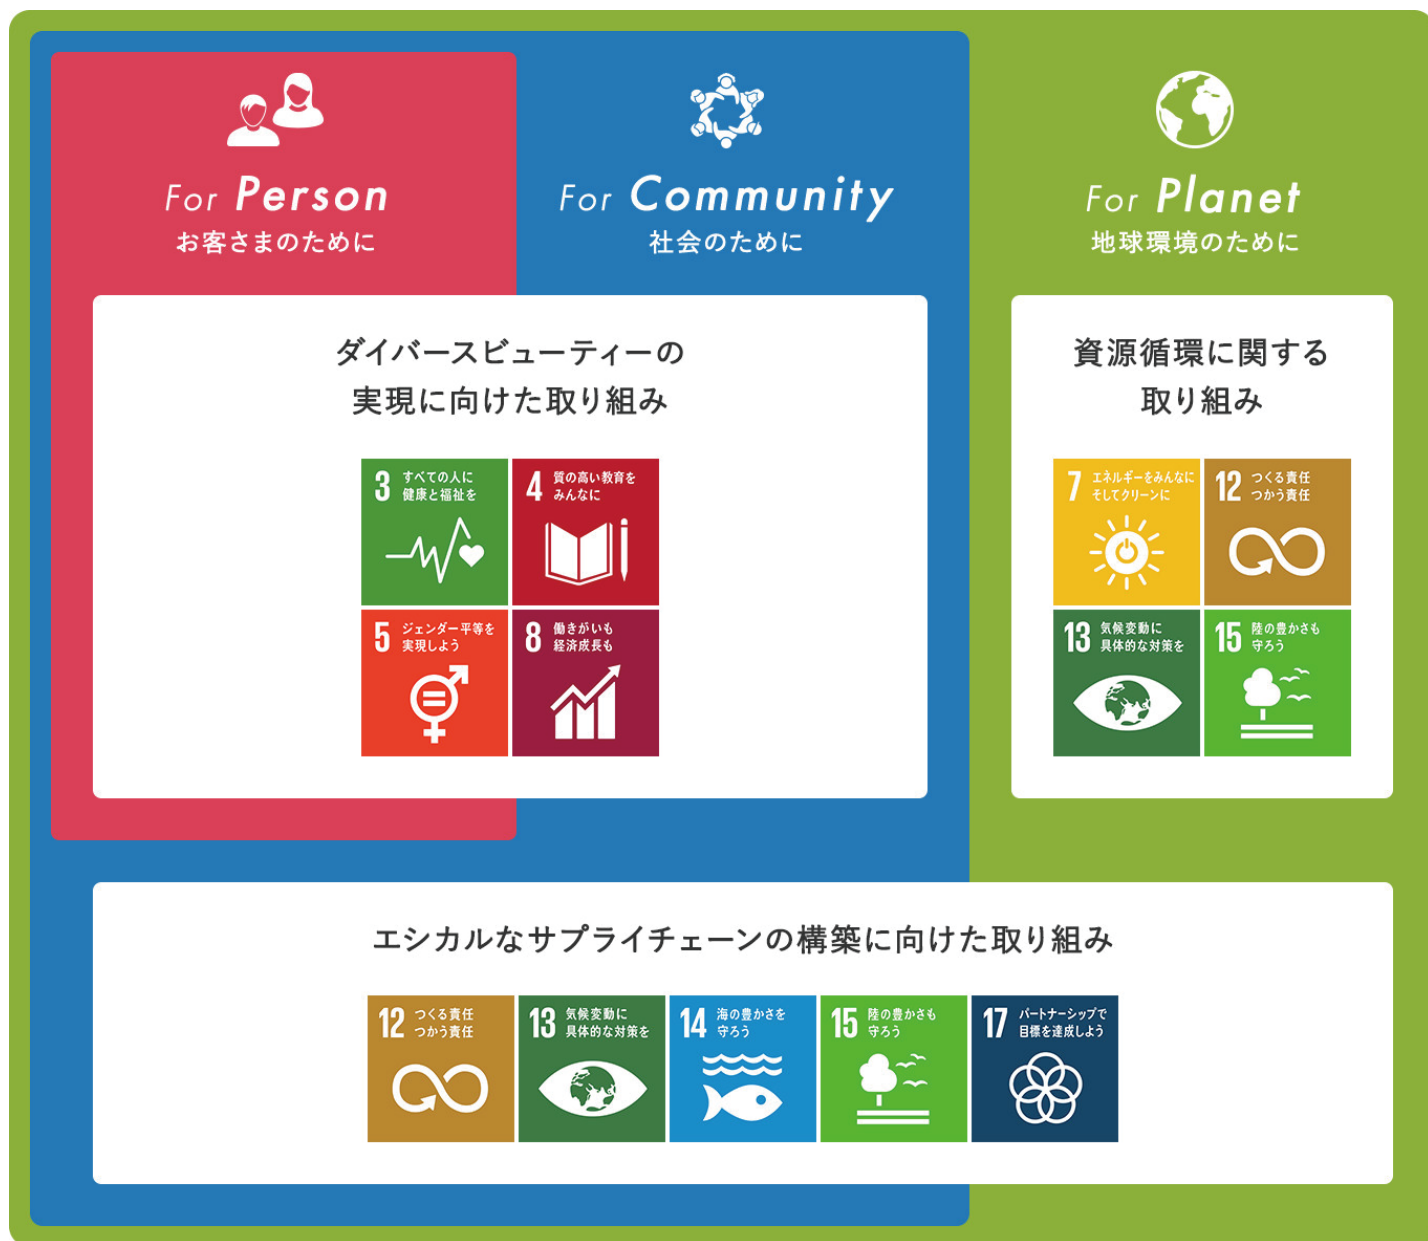 For Person
お客さまのために
For Community
社会のために
For Planet
地球環境のために
ダイバースビューティーの
実現に向けた取り組み
3 すべての人に
健康と福祉を
4 質の高い教育を
みんなに
5 ジェンダー平等を
実現しよう
8 働きがいも
経済成長も
資源循環に関する
取り組み
7 エネルギーをみんなに
そしてクリーンに
12 つくる責任
つかう責任
13 気候変動に
具体的な対策を
15 陸の豊かさも
守ろう
エシカルなサプライチェーンの構築に向けた取り組み
12 つくる責任
つかう責任
13 気候変動に
具体的な対策を
14 海の豊かさを
守ろう
15 陸の豊かさも
守ろう
17 パートナーシップで
目標を達成しよう